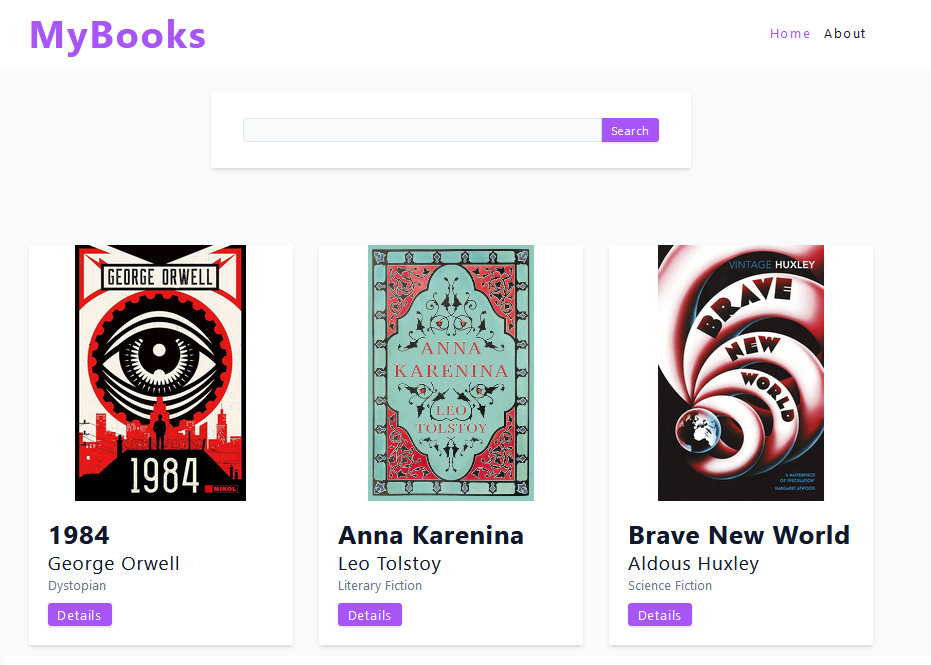 MyBooks
Home About
Search
GEORGE ORWELL
1984
NIKOL
ANNA
KARENINA
LEO
TOLSTOY
VINTAGE HUXLEY
BRAVE
NEW
WORLD
'A MASTERPIECE
OF SPECULATION'
MARGARET ATWOOD
1984
George Orwell
Dystopian
Details
Anna Karenina
Leo Tolstoy
Literary Fiction
Details
Brave New World
Aldous Huxley
Science Fiction
Details